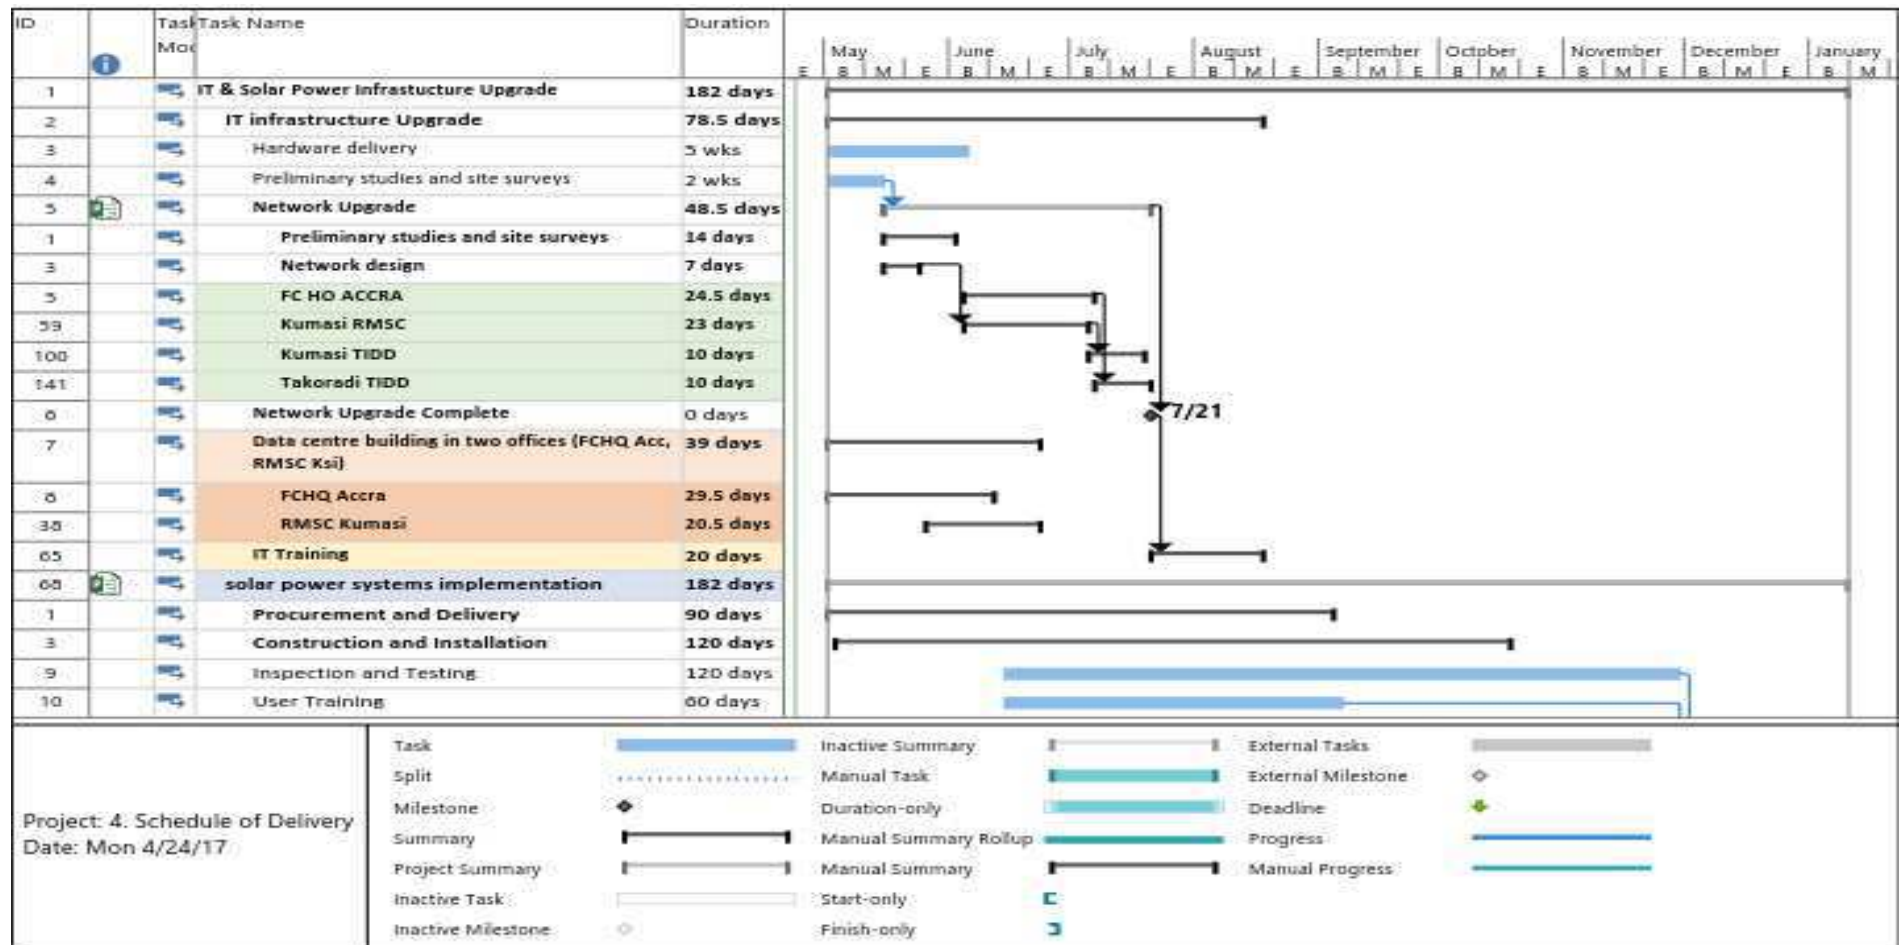 ID Task Task Name Duration
Mod
May June July August September October November December January
E B M E B M E B M E B M E B M E B M E B M E B M E B M
1 IT & Solar Power Infrastucture Upgrade 182 days
2 IT infrastructure Upgrade 78.5 days
3 Hardware delivery 5 wks
4 Preliminary studies and site surveys 2 wks
5 Network Upgrade 48.5 days
1 Preliminary studies and site surveys 14 days
3 Network design 7 days
5 FC HO ACCRA 24.5 days
59 Kumasi RMSC 23 days
100 Kumasi TIDD 10 days
141 Takoradi TIDD 10 days
6 Network Upgrade Complete 0 days 7/21
7 Data centre building in two offices (FCHQ Acc, 39 days
RMSC Ksi)
8 FCHQ Accra 29.5 days
38 RMSC Kumasi 20.5 days
65 IT Training 20 days
68 solar power systems implementation 182 days
1 Procurement and Delivery 90 days
3 Construction and Installation 120 days
9 Inspection and Testing 120 days
10 User Training 60 days
Project: 4. Schedule of Delivery
Date: Mon 4/24/17
Task Inactive Summary External Tasks
Split Manual Task External Milestone
Milestone Duration-only Deadline
Summary Manual Summary Rollup Progress
Project Summary Manual Summary Manual Progress
Inactive Task Start-only
Inactive Milestone Finish-only